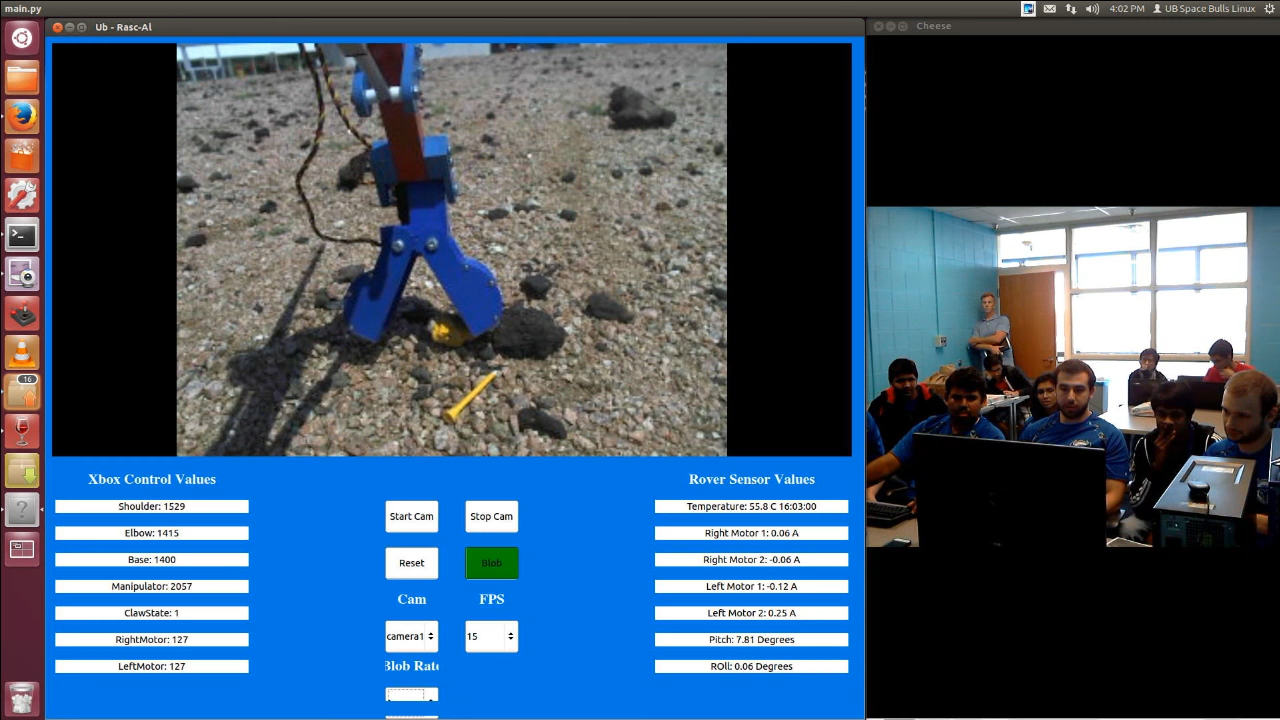 main.py
4:02 PM
UB Space Bulls Linux
Ub - Rasc-Al
Cheese
16
Xbox Control Values
Shoulder: 1529
Elbow: 1415
Base: 1400
Manipulator: 2057
ClawState: 1
RightMotor: 127
LeftMotor: 127
Start Cam
Stop Cam
Reset
Blob
Cam
FPS
camera1
15
Blob Rate
Rover Sensor Values
Temperature: 55.8 C 16:03:00
Right Motor 1: 0.06 A
Right Motor 2: -0.06 A
Left Motor 1: -0.12 A
Left Motor 2: 0.25 A
Pitch: 7.81 Degrees
ROll: 0.06 Degrees